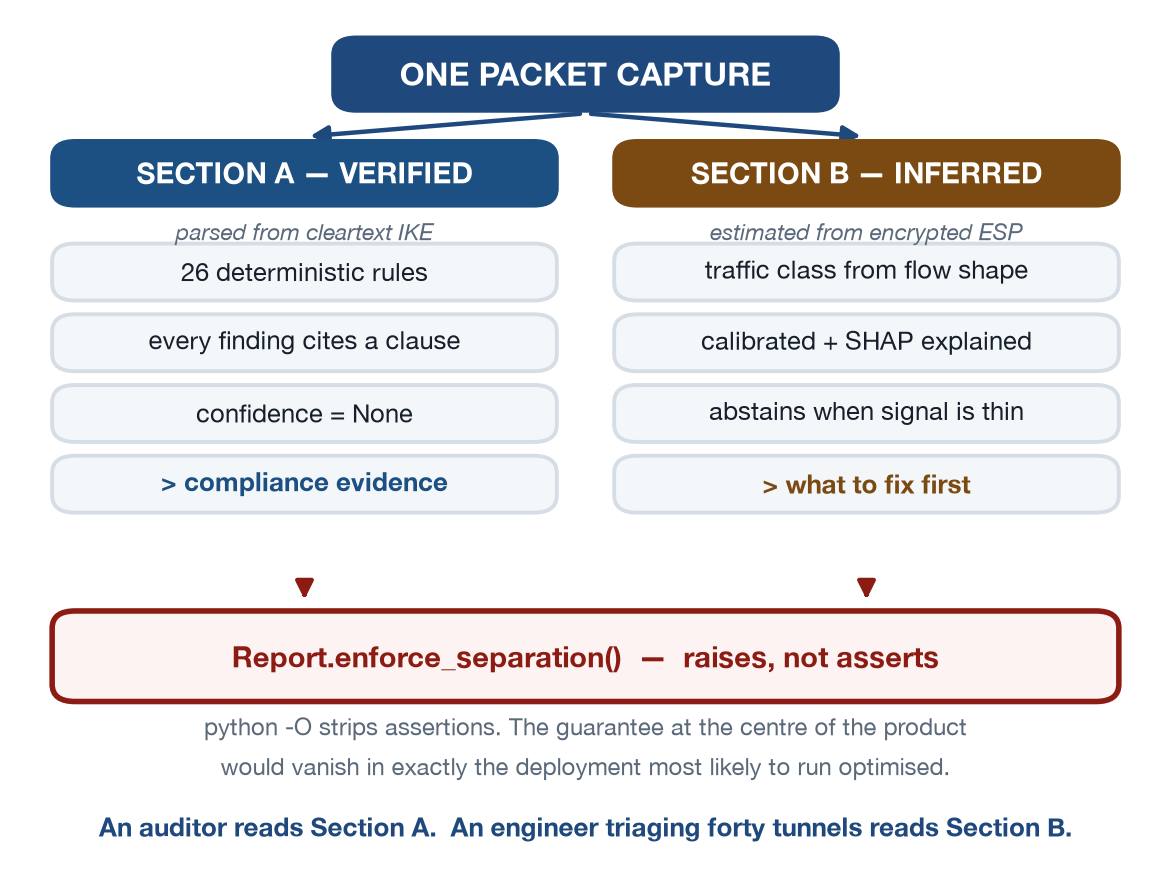 ONE PACKET CAPTURE
SECTION A — VERIFIED
parsed from cleartext IKE
26 deterministic rules
every finding cites a clause
confidence = None
> compliance evidence
SECTION B — INFERRED
estimated from encrypted ESP
traffic class from flow shape
calibrated + SHAP explained
abstains when signal is thin
> what to fix first
Report.enforce_separation() — raises, not asserts
python -O strips assertions. The guarantee at the centre of the product
would vanish in exactly the deployment most likely to run optimised.
An auditor reads Section A. An engineer triaging forty tunnels reads Section B.